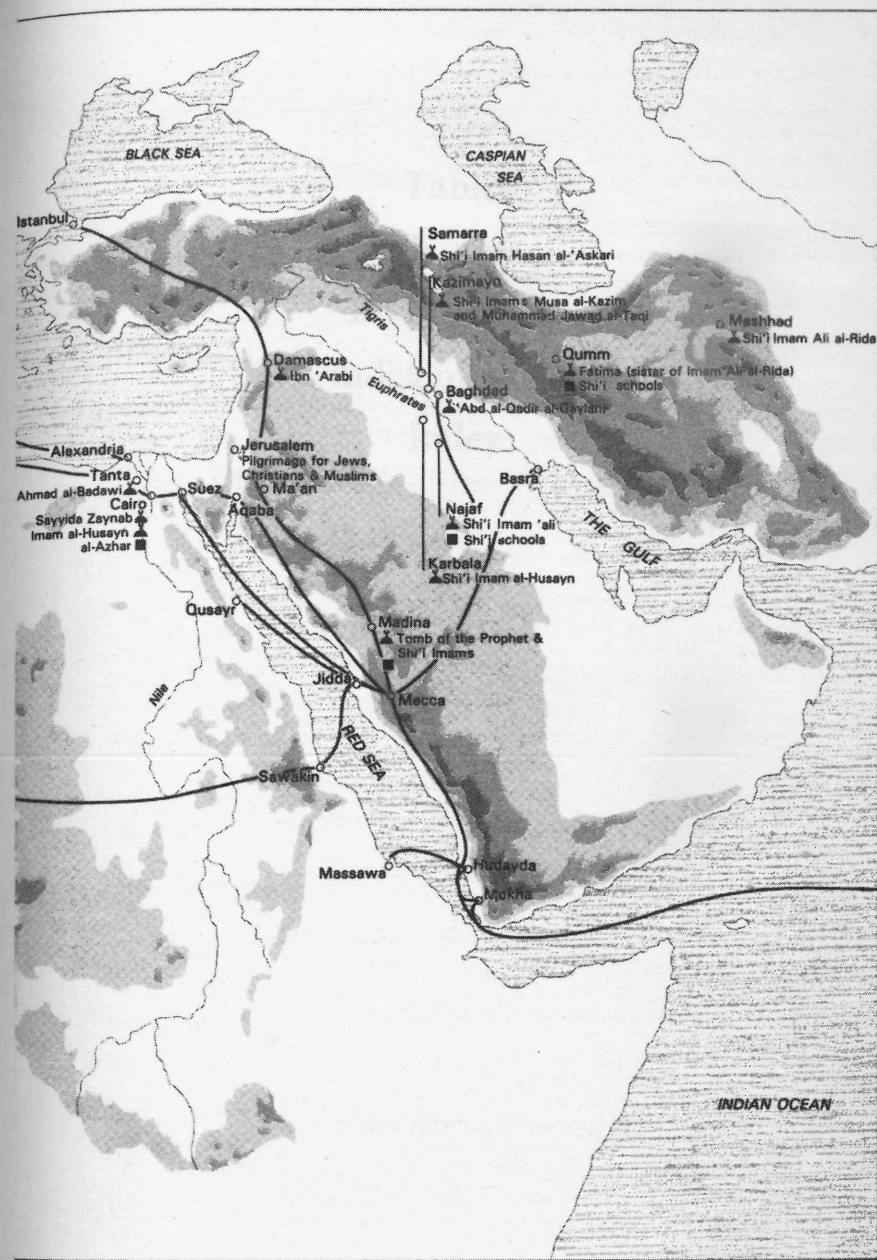 BLACK SEA
CASPIAN
SEA
Istanbul
Samarra
Shi'i Imam Hasan al-'Askari
Kazimayn
Shi'i Imams Musa al-Kazim
and Muhammad Jawad al-Taqi
Tigris
Mashhad
Shi'i Imam Ali al-Rida
Qumm
Fatima (sister of Imam 'Ali al-Rida)
Shi'i schools
Damascus
Ibn 'Arabi
Euphrates
Baghdad
'Abd al-Qadir al-Gaylani
Jerusalem
Pilgrimage for Jews,
Christians & Muslims
Alexandria
Tanta
Ahmad al-Badawi
Cairo
Sayyida Zaynab
Imam al-Husayn
al-Azhar
Suez
Ma'an
Aqaba
Basra
Najaf
Shi'i Imam 'ali
Shi'i schools
THE
GULF
Karbala
Shi'i Imam al-Husayn
Qusayr
Madina
Tomb of the Prophet &
Shi'i Imams
Jidda
Mecca
Nile
RED SEA
Sawakin
Massawa
Hudayda
Mokha
INDIAN OCEAN